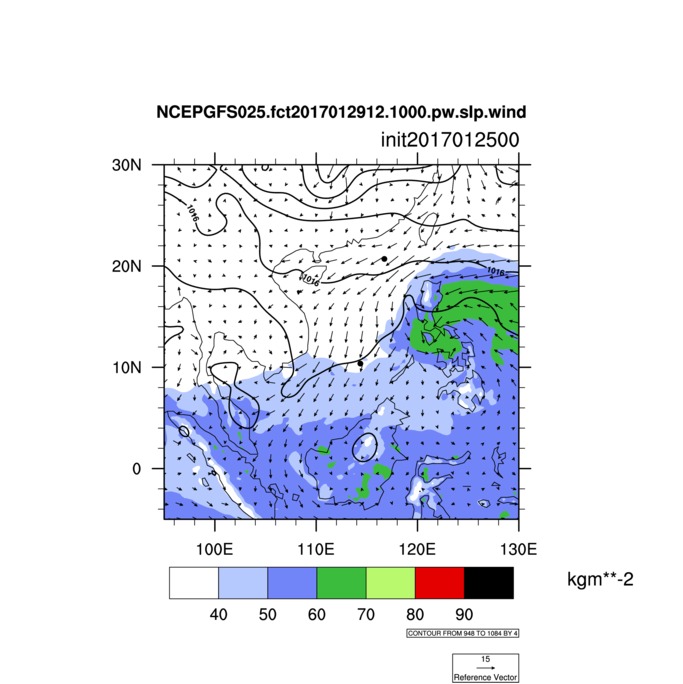 NCEPGFS025.fct2017012912.1000.pw.slp.wind
init2017012500
30N
1016
20N
1016
1016
10N
0
100E 110E 120E 130E
kgm**-2
40 50 60 70 80 90
CONTOUR FROM 948 TO 1084 BY 4
15
Reference Vector